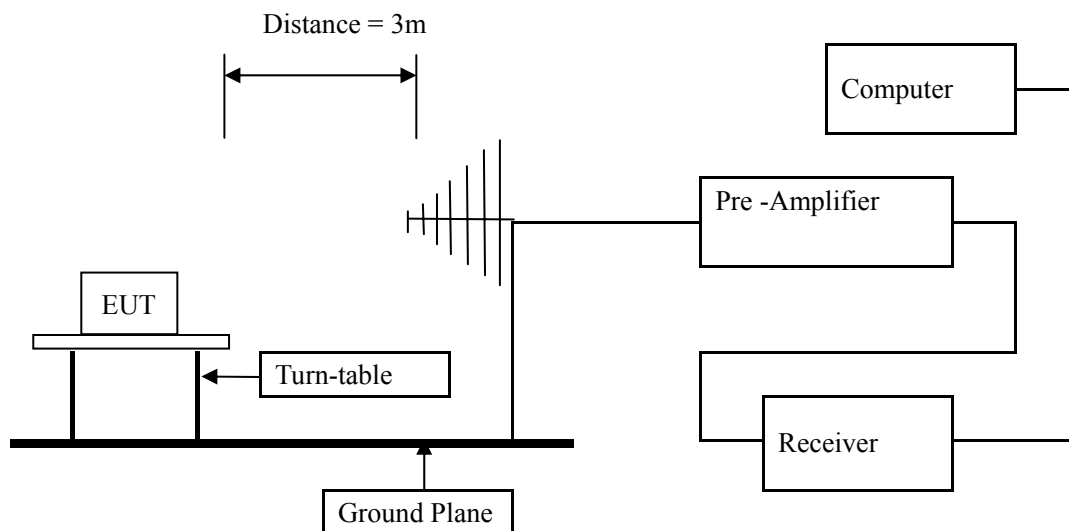 Distance = 3m
Computer
Pre -Amplifier
EUT
Turn-table
Receiver
Ground Plane